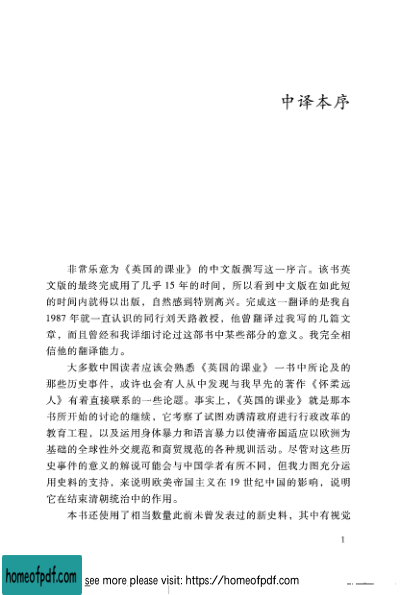 中译本序
非常乐意为《英国的课业》的中文版撰写这一序言。该书英
文版的最终完成用了几乎 15 年的时间，所以看到中文版在如此短
的时间内就得以出版，自然感到特别高兴。完成这一翻译的是我自
1987 年就一直认识的同行刘天路教授，他曾翻译过我写的几篇文
章，而且曾经和我详细讨论过这部书中某些部分的意义。我完全相
信他的翻译能力。
大多数中国读者应该会熟悉《英国的课业》一书中所论及的
那些历史事件，或许也会有人从中发现与我早先的著作《怀柔远
人》有着直接联系的一些论题。事实上，《英国的课业》就是那本
书所开始的讨论的继续，它考察了试图劝诱清政府进行行政改革的
教育工程，以及运用身体暴力和语言暴力以使清帝国适应以欧洲为
基础的全球性外交规范和商贸规范的各种规训活动。尽管对这些历
史事件的意义的解说可能会与中国学者有所不同，但我力图充分运
用史料的支持，来说明欧美帝国主义在 19 世纪中国的影响，说明
它在结束清朝统治中的作用。
本书还使用了相当数量此前未曾发表过的新史料，其中有视觉
1
homeofpdf.com
see more please visit: https://homeofpdf.com